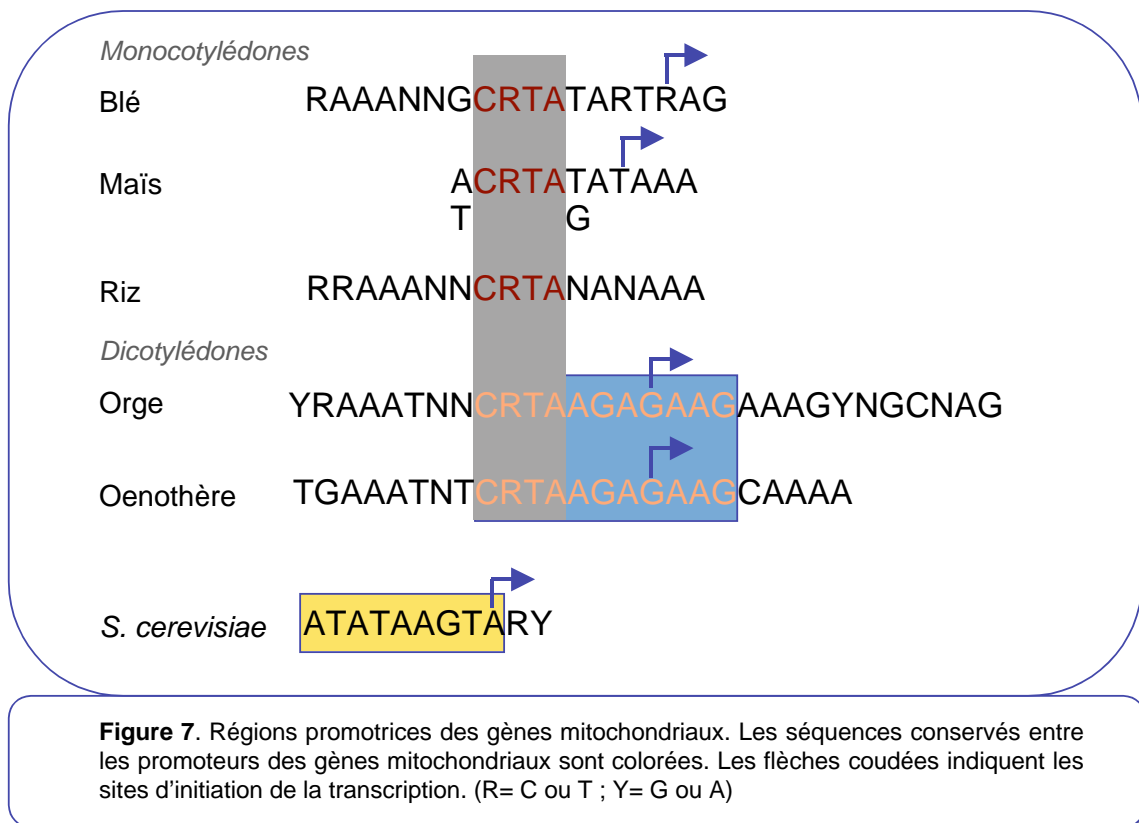 Monocotylédones
Blé RAAANNGCRTATARTRAG
Maïs ACRTATATAAA
T G
Riz RRAAANNCRTANANAAA
Dicotylédones
Orge YRAAATNNCRTAAGAGAAGAAAGYNGCNAG
Oenothère TGAAATNTCRTAAGAGAAGCAAAA
S. cerevisiae ATATAAGTARY
Figure 7. Régions promotrices des gènes mitochondriaux. Les séquences conservés entre
les promoteurs des gènes mitochondriaux sont colorées. Les flèches coudées indiquent les
sites d'initiation de la transcription. (R= C ou T ; Y= G ou A)